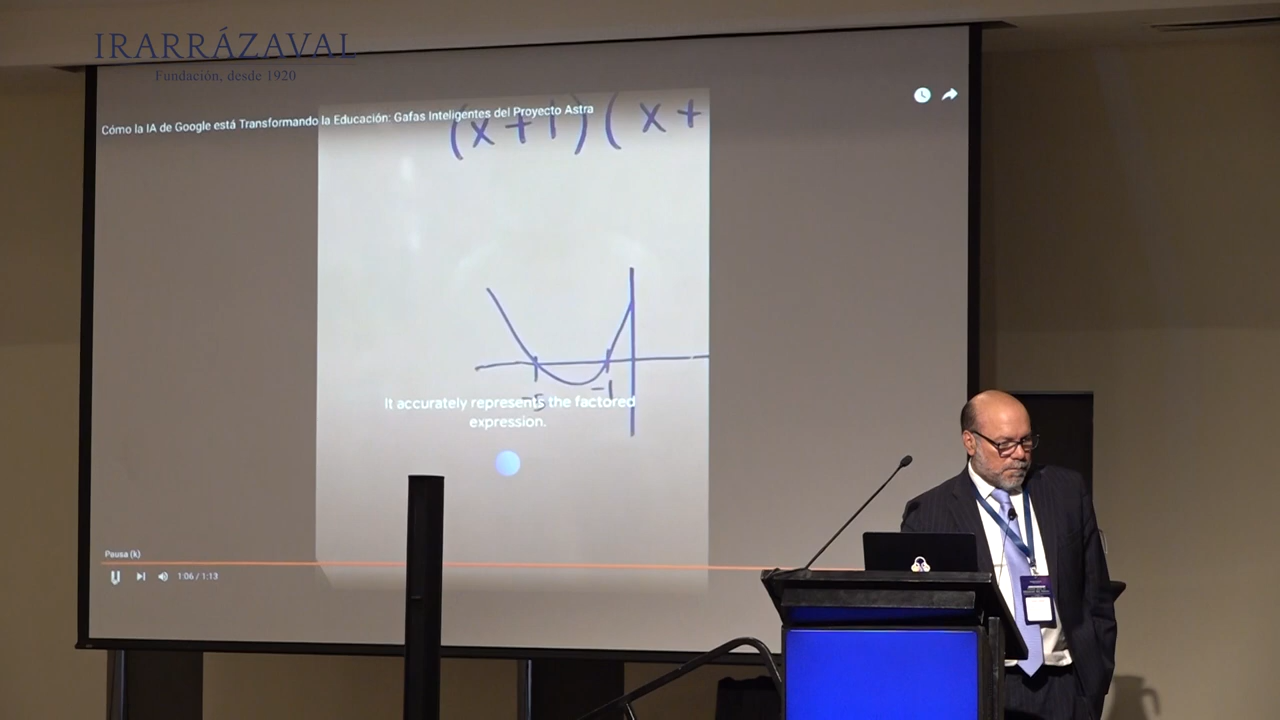 IRARRÁZAVAL
Fundación, desde 1920
Cómo la IA de Google está Transformando la Educación: Gafas Inteligentes del Proyecto Astra
(x+1)(x+
-5
-1
It accurately represents the factored
expression.
Pausa (k)
1:06 / 1:13